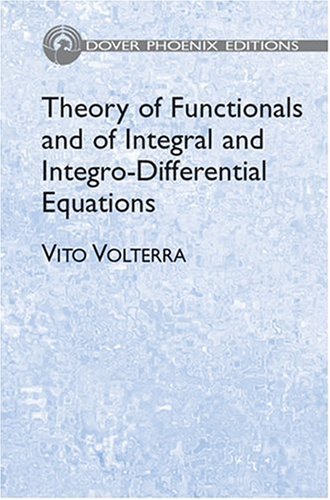 DOVER PHOENIX EDITIONS
Theory of Functionals
and of Integral and
Integro-Differential
Equations
VITO VOLTERRA